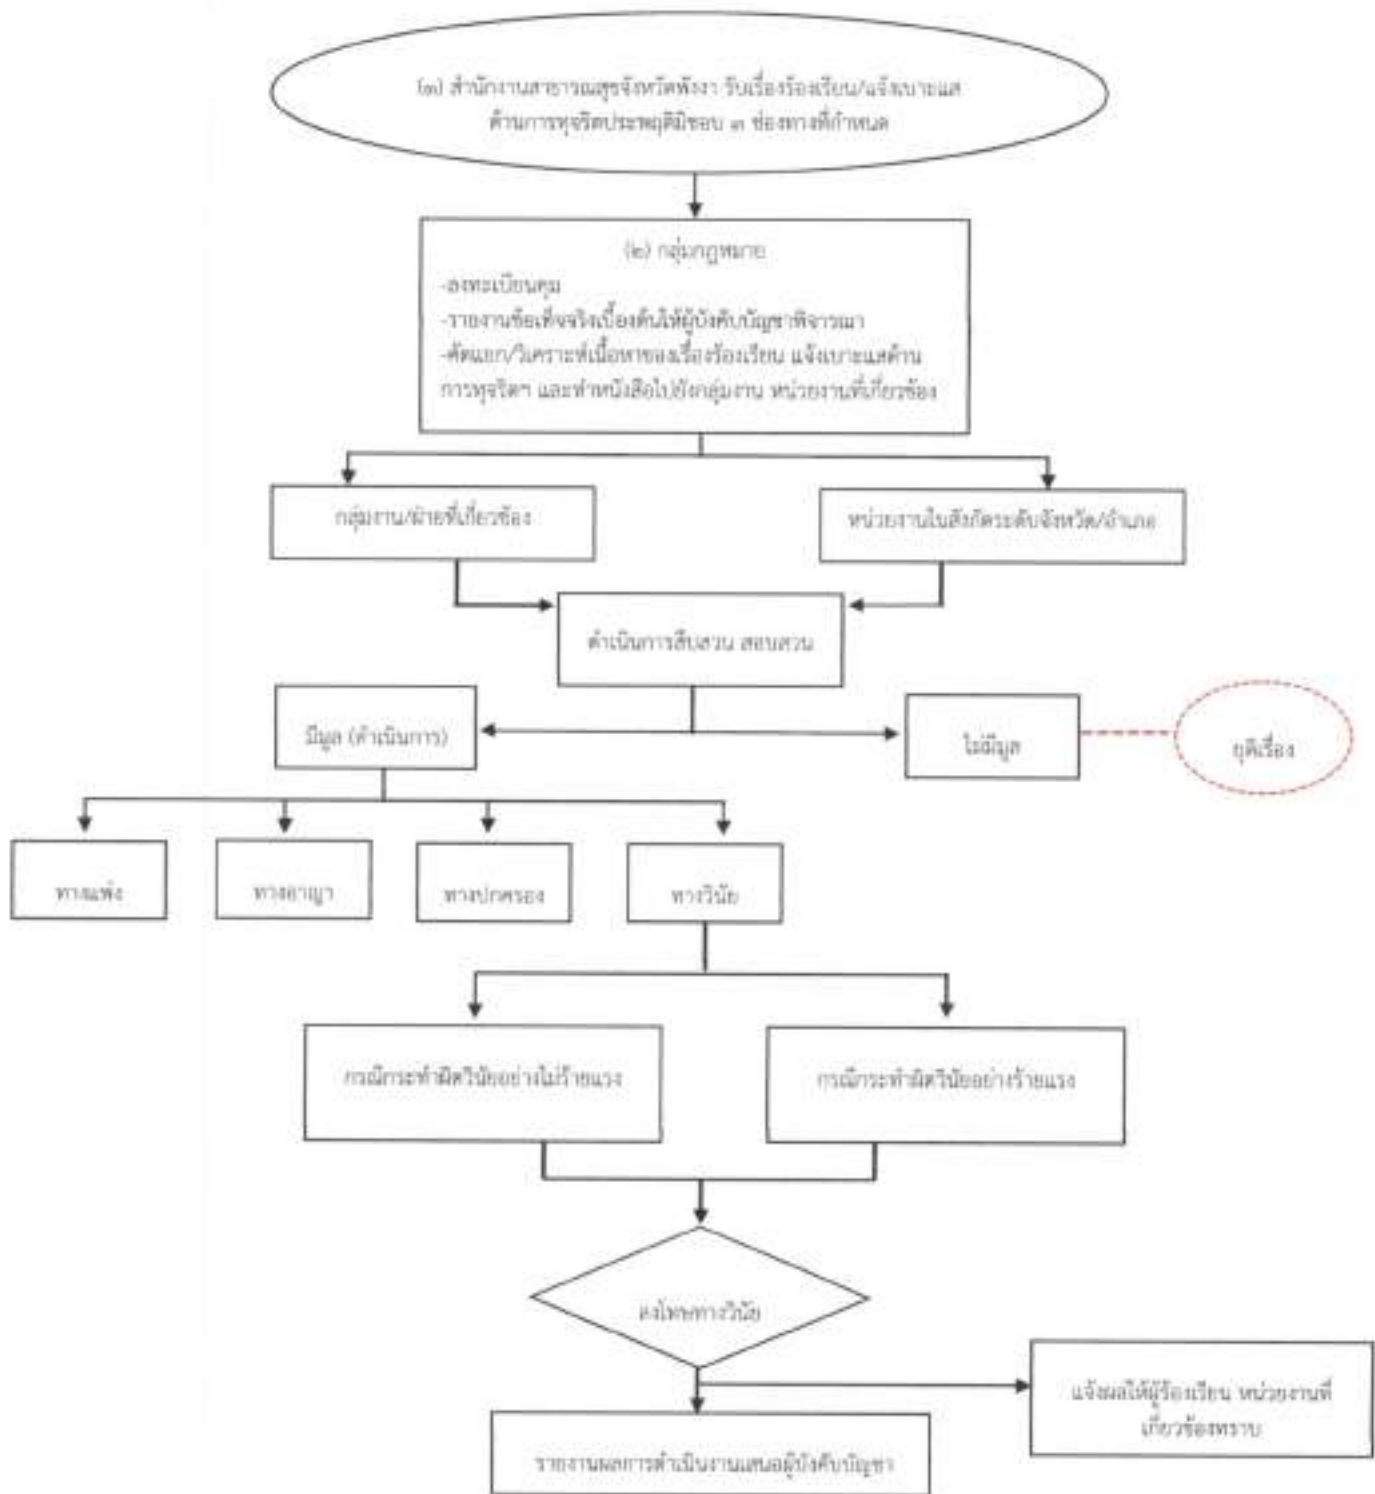 (๑) สำนักงานสาธารณสุขจังหวัดพังงา รับเรื่องร้องเรียน/แจ้งเบาะแส
ด้านการทุจริตประพฤติมิชอบ ๓ ช่องทางที่กำหนด
(๒) กลุ่มกฎหมาย
-ลงทะเบียนคุม
-รายงานข้อเท็จจริงเบื้องต้นให้ผู้บังคับบัญชาพิจารณา
-คัดแยก/วิเคราะห์เนื้อหาของเรื่องร้องเรียน แจ้งเบาะแสด้าน
การทุจริตฯ และทำหนังสือไปยังกลุ่มงาน หน่วยงานที่เกี่ยวข้อง
กลุ่มงาน/ฝ่ายที่เกี่ยวข้อง
หน่วยงานในสังกัดระดับจังหวัด/อำเภอ
ดำเนินการสืบสวน สอบสวน
มีมูล (ดำเนินการ)
ไม่มีมูล
ยุติเรื่อง
ทางแพ่ง
ทางอาญา
ทางปกครอง
ทางวินัย
กรณีกระทำผิดวินัยอย่างไม่ร้ายแรง
กรณีกระทำผิดวินัยอย่างร้ายแรง
ลงโทษทางวินัย
แจ้งผลให้ผู้ร้องเรียน หน่วยงานที่
เกี่ยวข้องทราบ
รายงานผลการดำเนินงานเสนอผู้บังคับบัญชา